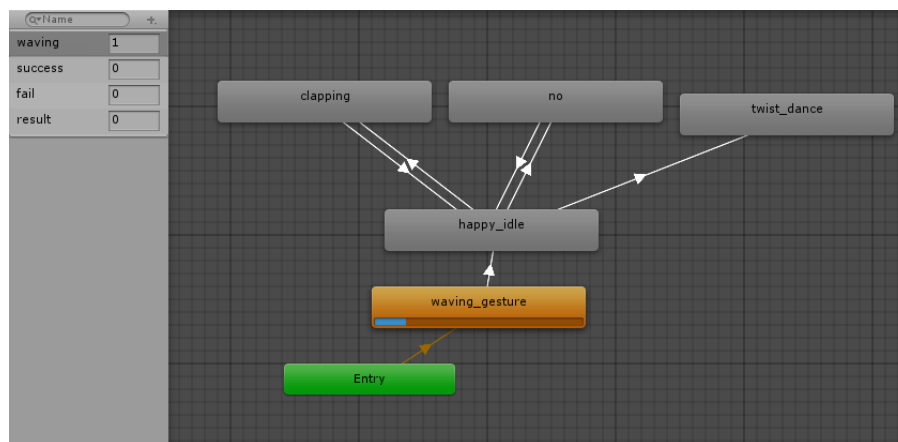 Name
waving 1
success 0
fail 0
result 0
clapping
no
twist_dance
happy_idle
waving_gesture
Entry